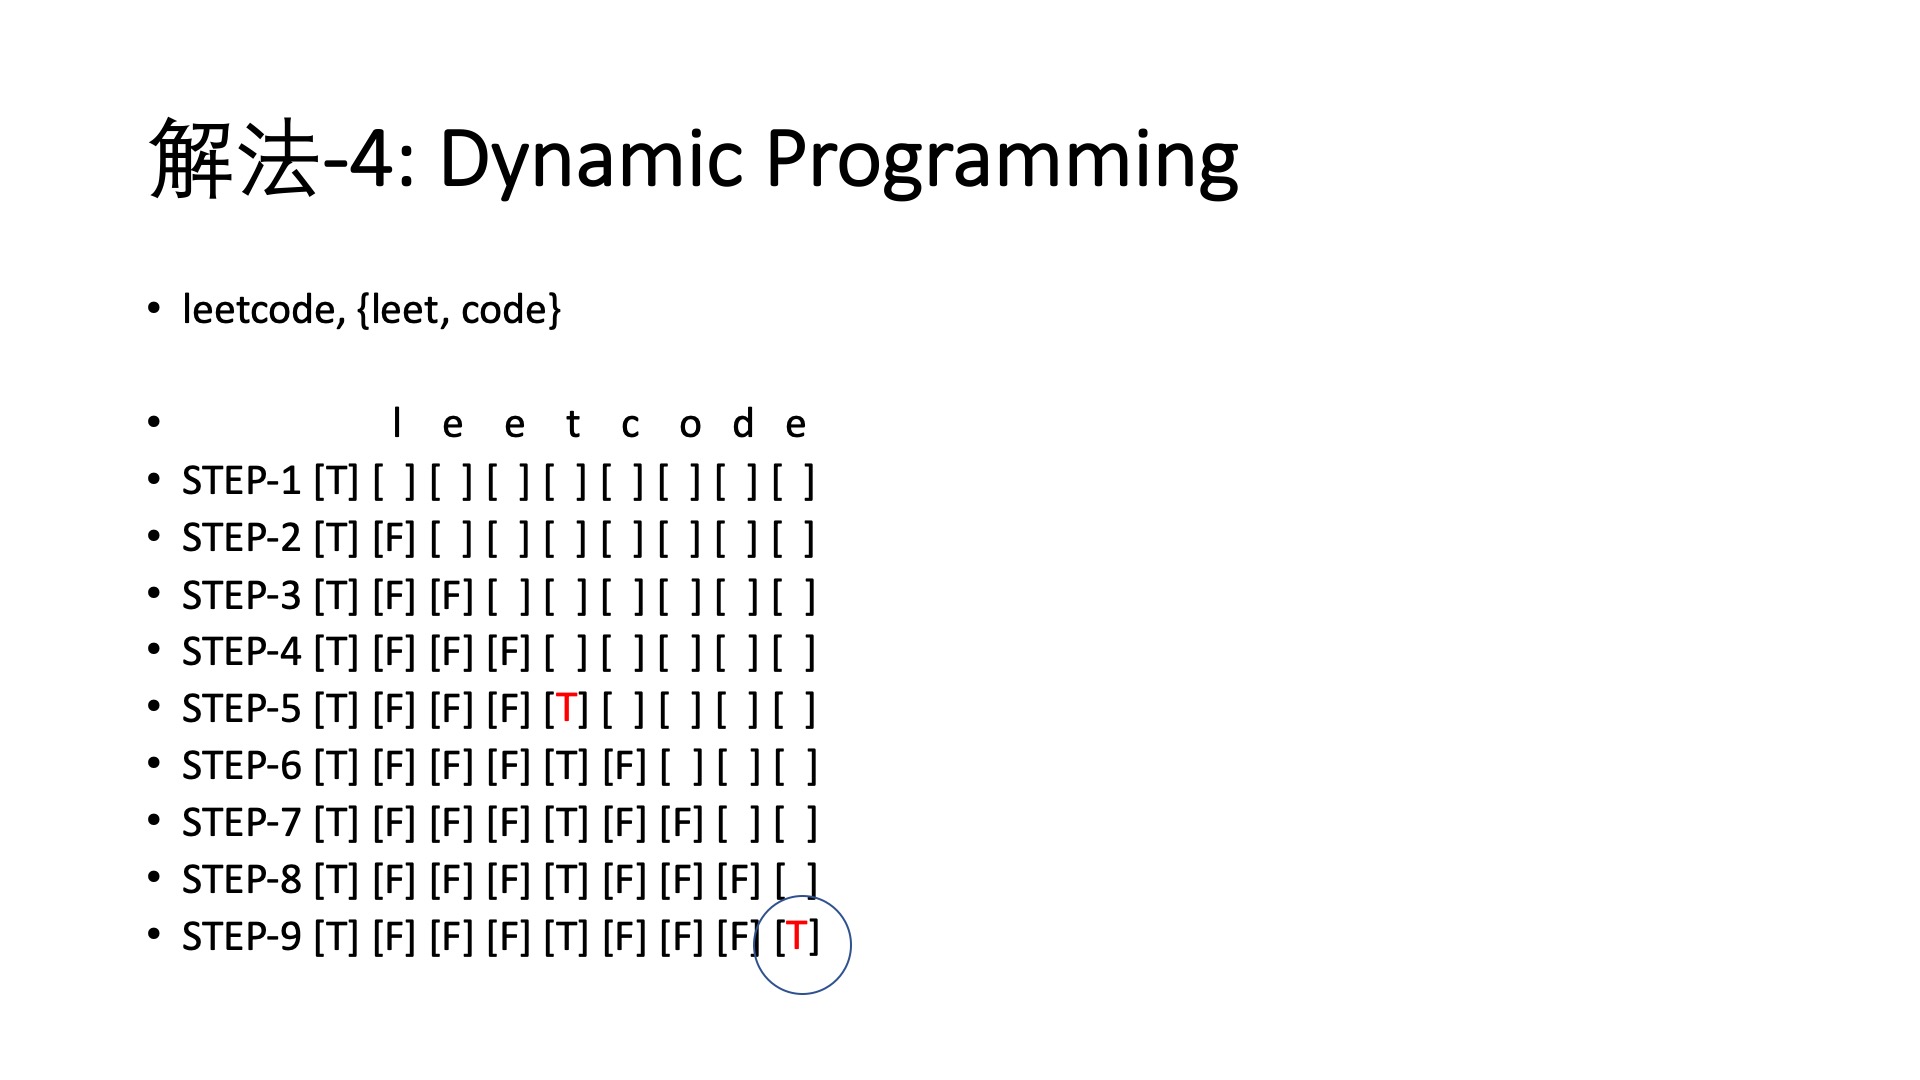 解法-4: Dynamic Programming
• leetcode, {leet, code}
• l e e t c o d e
• STEP-1 [T] [ ] [ ] [ ] [ ] [ ] [ ] [ ] [ ]
• STEP-2 [T] [F] [ ] [ ] [ ] [ ] [ ] [ ] [ ]
• STEP-3 [T] [F] [F] [ ] [ ] [ ] [ ] [ ] [ ]
• STEP-4 [T] [F] [F] [F] [ ] [ ] [ ] [ ] [ ]
• STEP-5 [T] [F] [F] [F] [T] [ ] [ ] [ ] [ ]
• STEP-6 [T] [F] [F] [F] [T] [F] [ ] [ ] [ ]
• STEP-7 [T] [F] [F] [F] [T] [F] [F] [ ] [ ]
• STEP-8 [T] [F] [F] [F] [T] [F] [F] [F] [ ]
• STEP-9 [T] [F] [F] [F] [T] [F] [F] [F] [T]